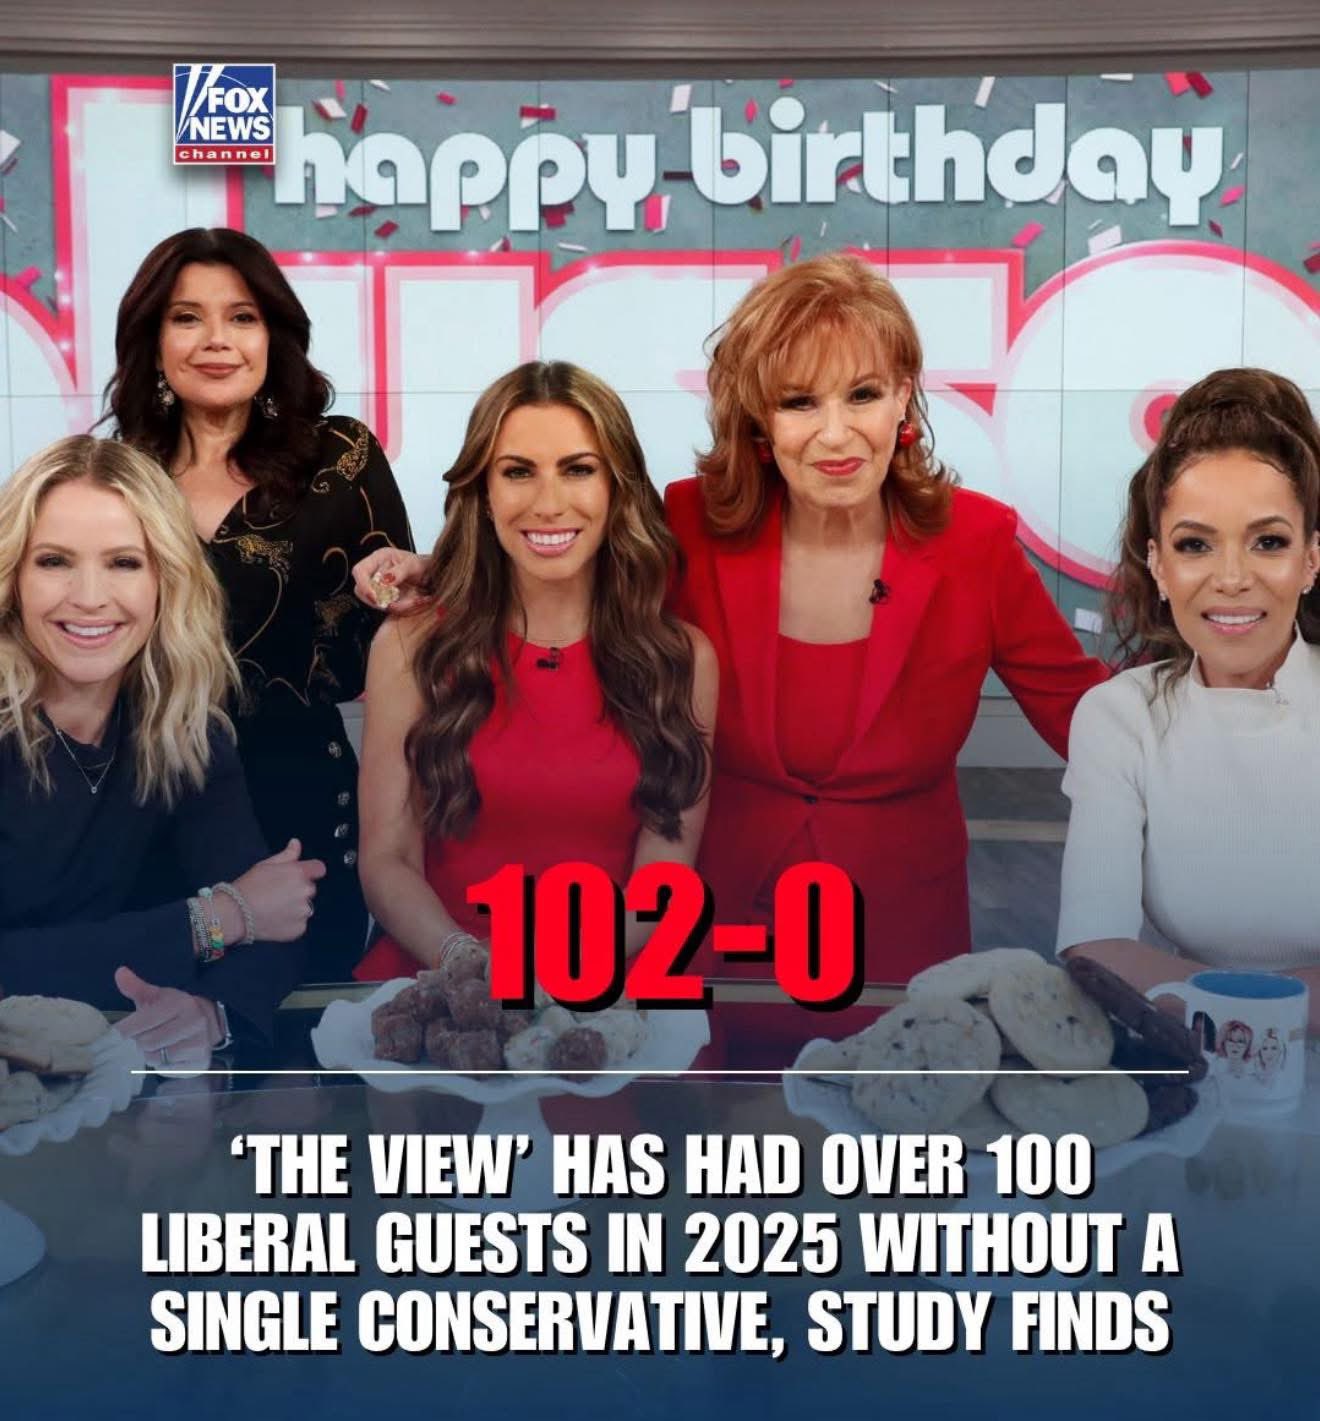 FOX
NEWS
channel
happy birthday
102-0
‘THE VIEW’ HAS HAD OVER 100
LIBERAL GUESTS IN 2025 WITHOUT A
SINGLE CONSERVATIVE, STUDY FINDS